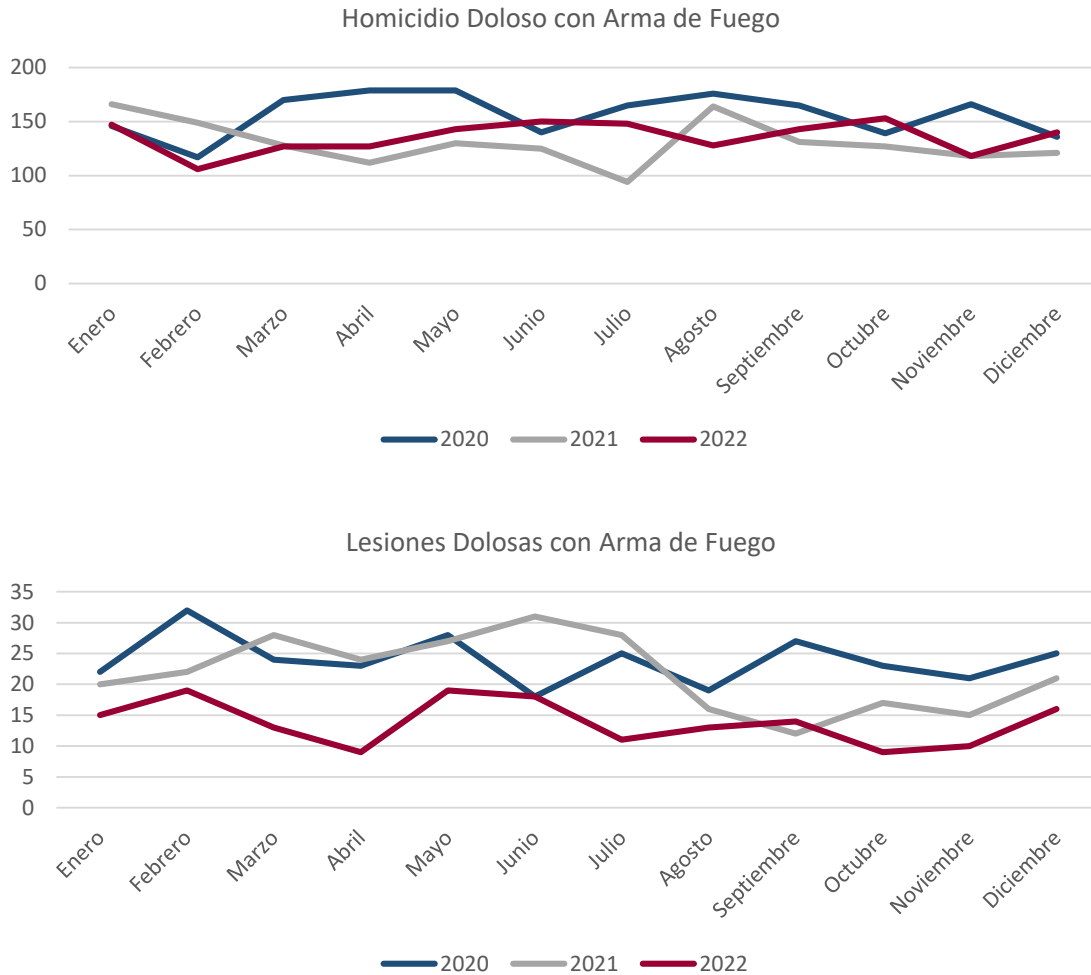 Homicidio Doloso con Arma de Fuego
200
150
100
50
0
Enero
Febrero
Marzo
Abril
Mayo
Junio
Julio
Agosto
Septiembre
Octubre
Noviembre
Diciembre
2020 2021 2022
Lesiones Dolosas con Arma de Fuego
35
30
25
20
15
10
5
0
Enero
Febrero
Marzo
Abril
Mayo
Junio
Julio
Agosto
Septiembre
Octubre
Noviembre
Diciembre
2020 2021 2022